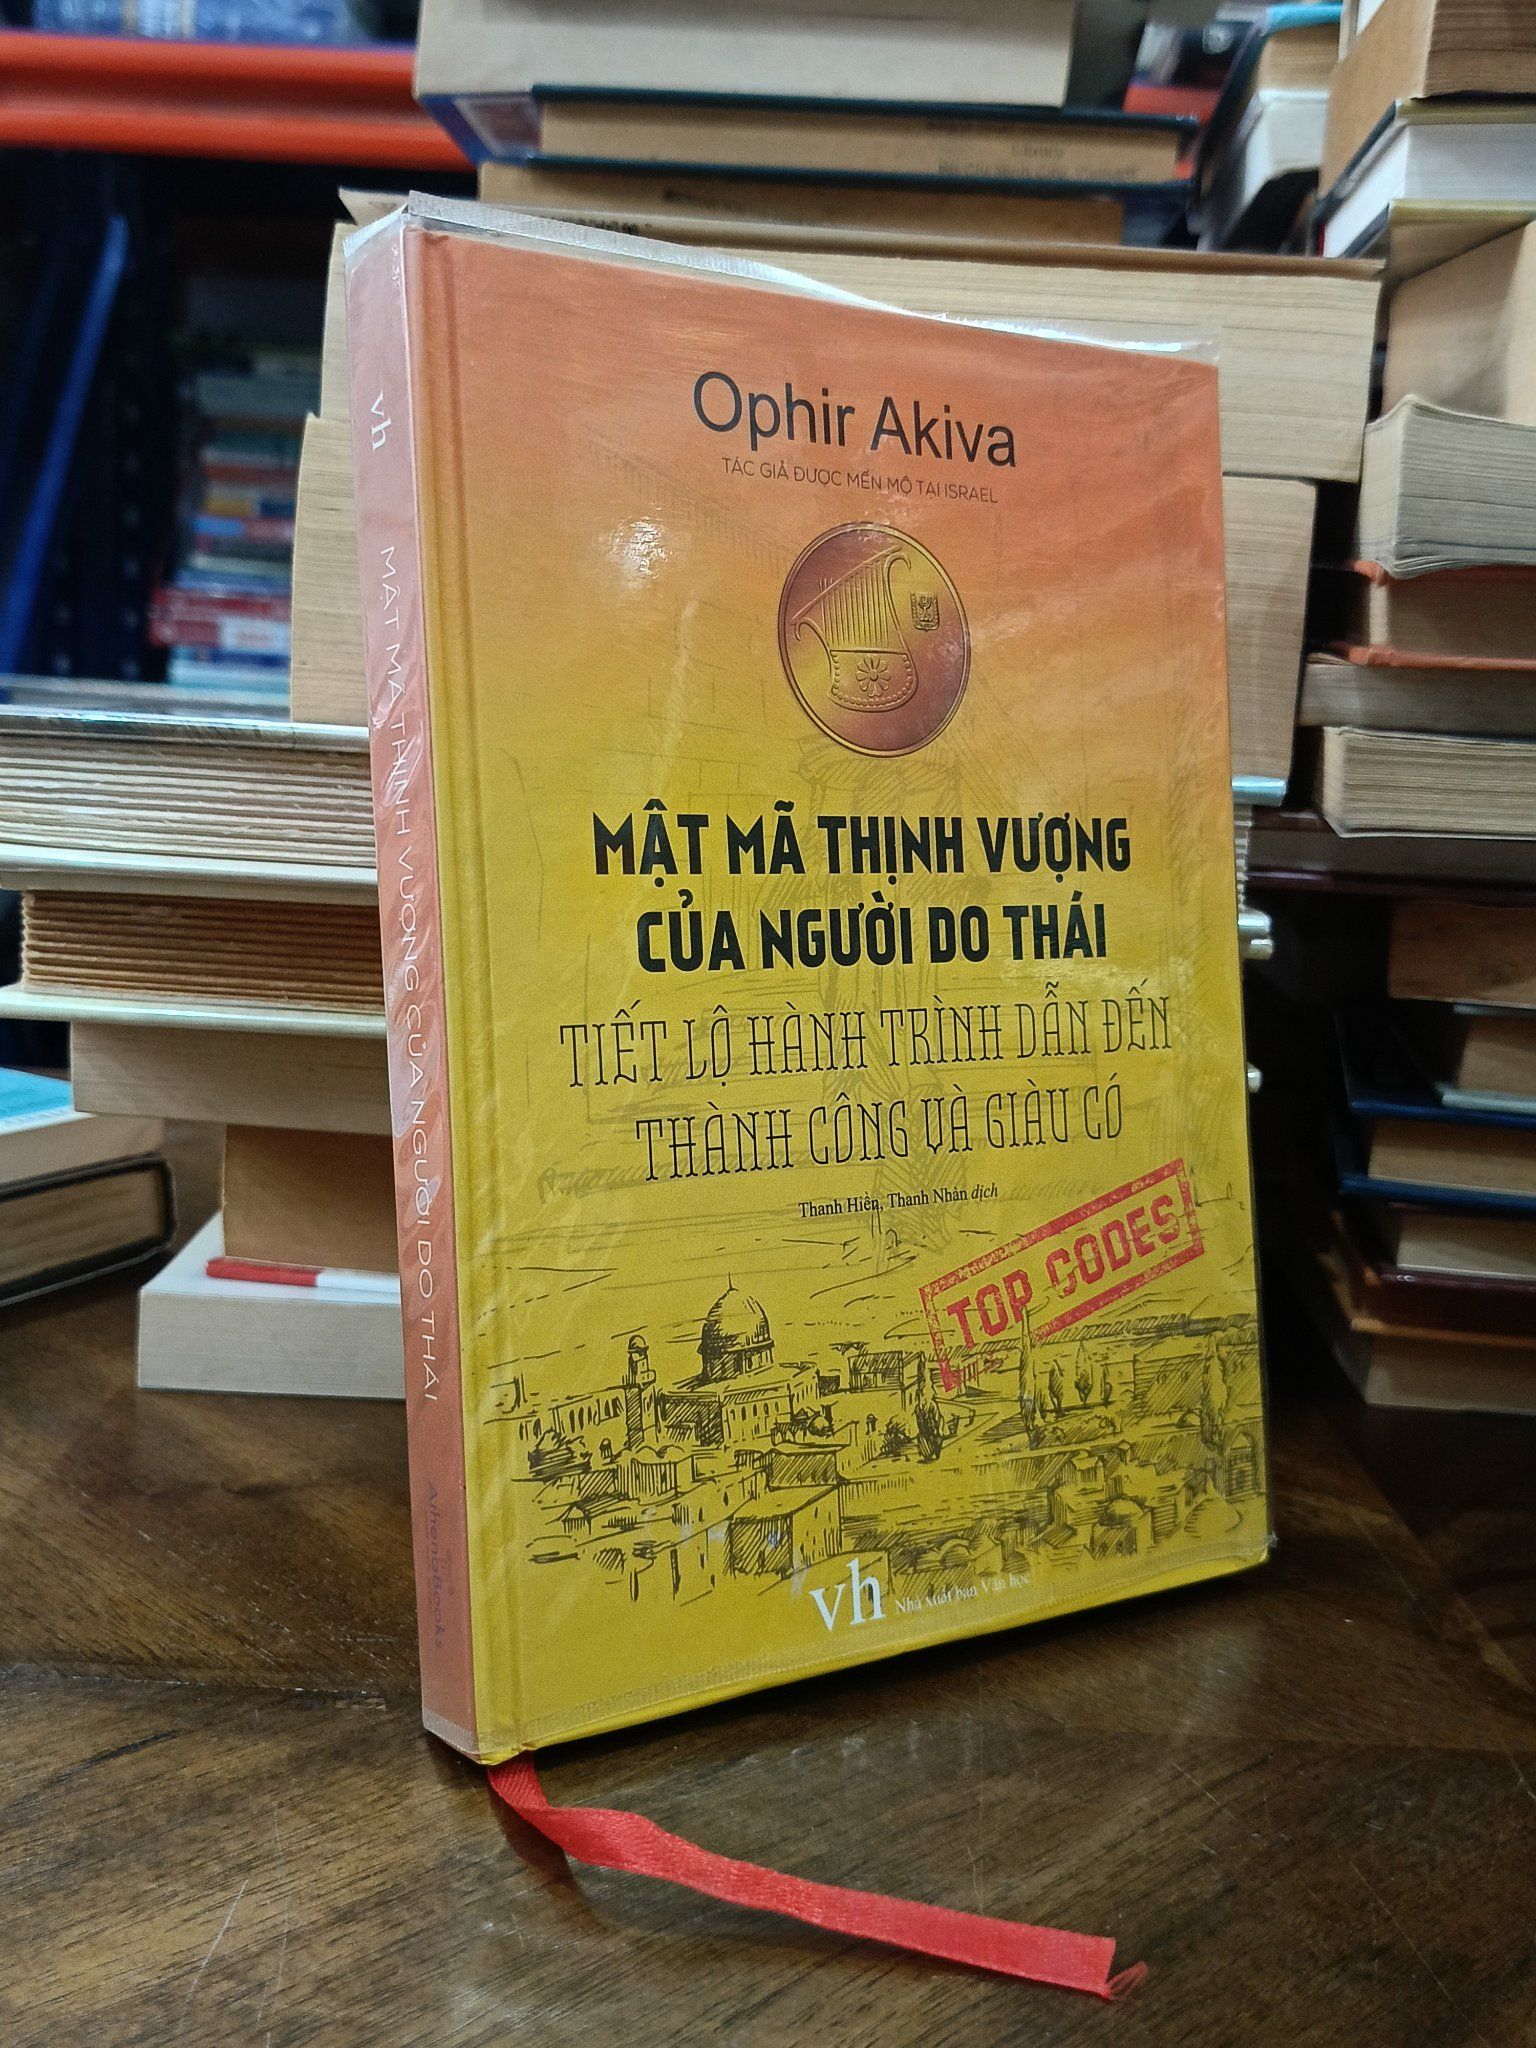 Ophir Akiva
TÁC GIẢ ĐƯỢC MẾN MỘ TẠI ISRAEL
MẬT MÃ THỊNH VƯỢNG
CỦA NGƯỜI DO THÁI
TIẾT LỘ HÀNH TRÌNH DẪN ĐẾN
THÀNH CÔNG VÀ GIÀU CÓ
Thanh Hiền, Thanh Nhàn dịch
TOP CODES
vh Nhà xuất bản Văn học
vh MẬT MÃ THỊNH VƯỢNG CỦA NGƯỜI DO THÁI